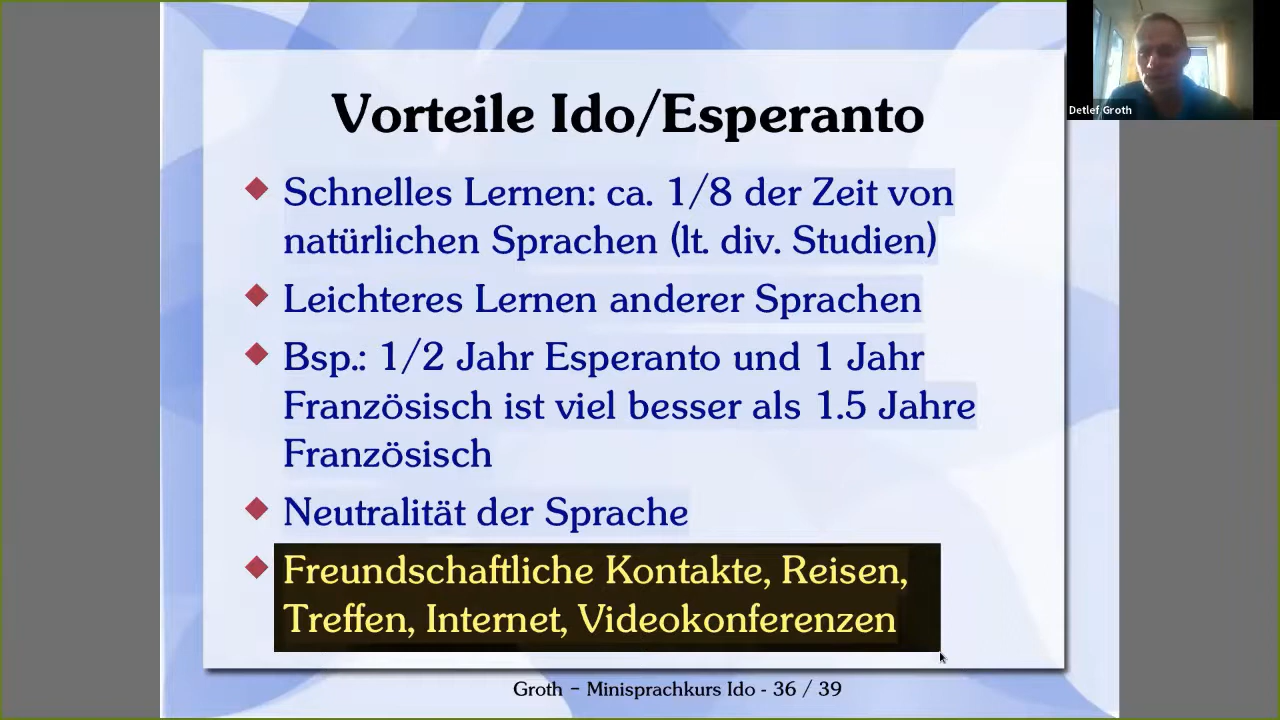 Vorteile Ido/Esperanto
Schnelles Lernen: ca. 1/8 der Zeit von
natürlichen Sprachen (lt. div. Studien)
Leichteres Lernen anderer Sprachen
Bsp.: 1/2 Jahr Esperanto und 1 Jahr
Französisch ist viel besser als 1.5 Jahre
Französisch
Neutralität der Sprache
Freundschaftliche Kontakte, Reisen,
Treffen, Internet, Videokonferenzen
Groth - Minisprachkurs Ido - 36 / 39
Detlef Groth